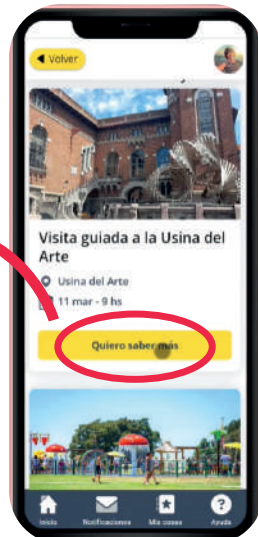 Volver
Visita guiada a la Usina del
Arte
Usina del Arte
11 mar - 9 hs
Quiero saber más
Inicio
Notificaciones
Mis cosas
Ayuda